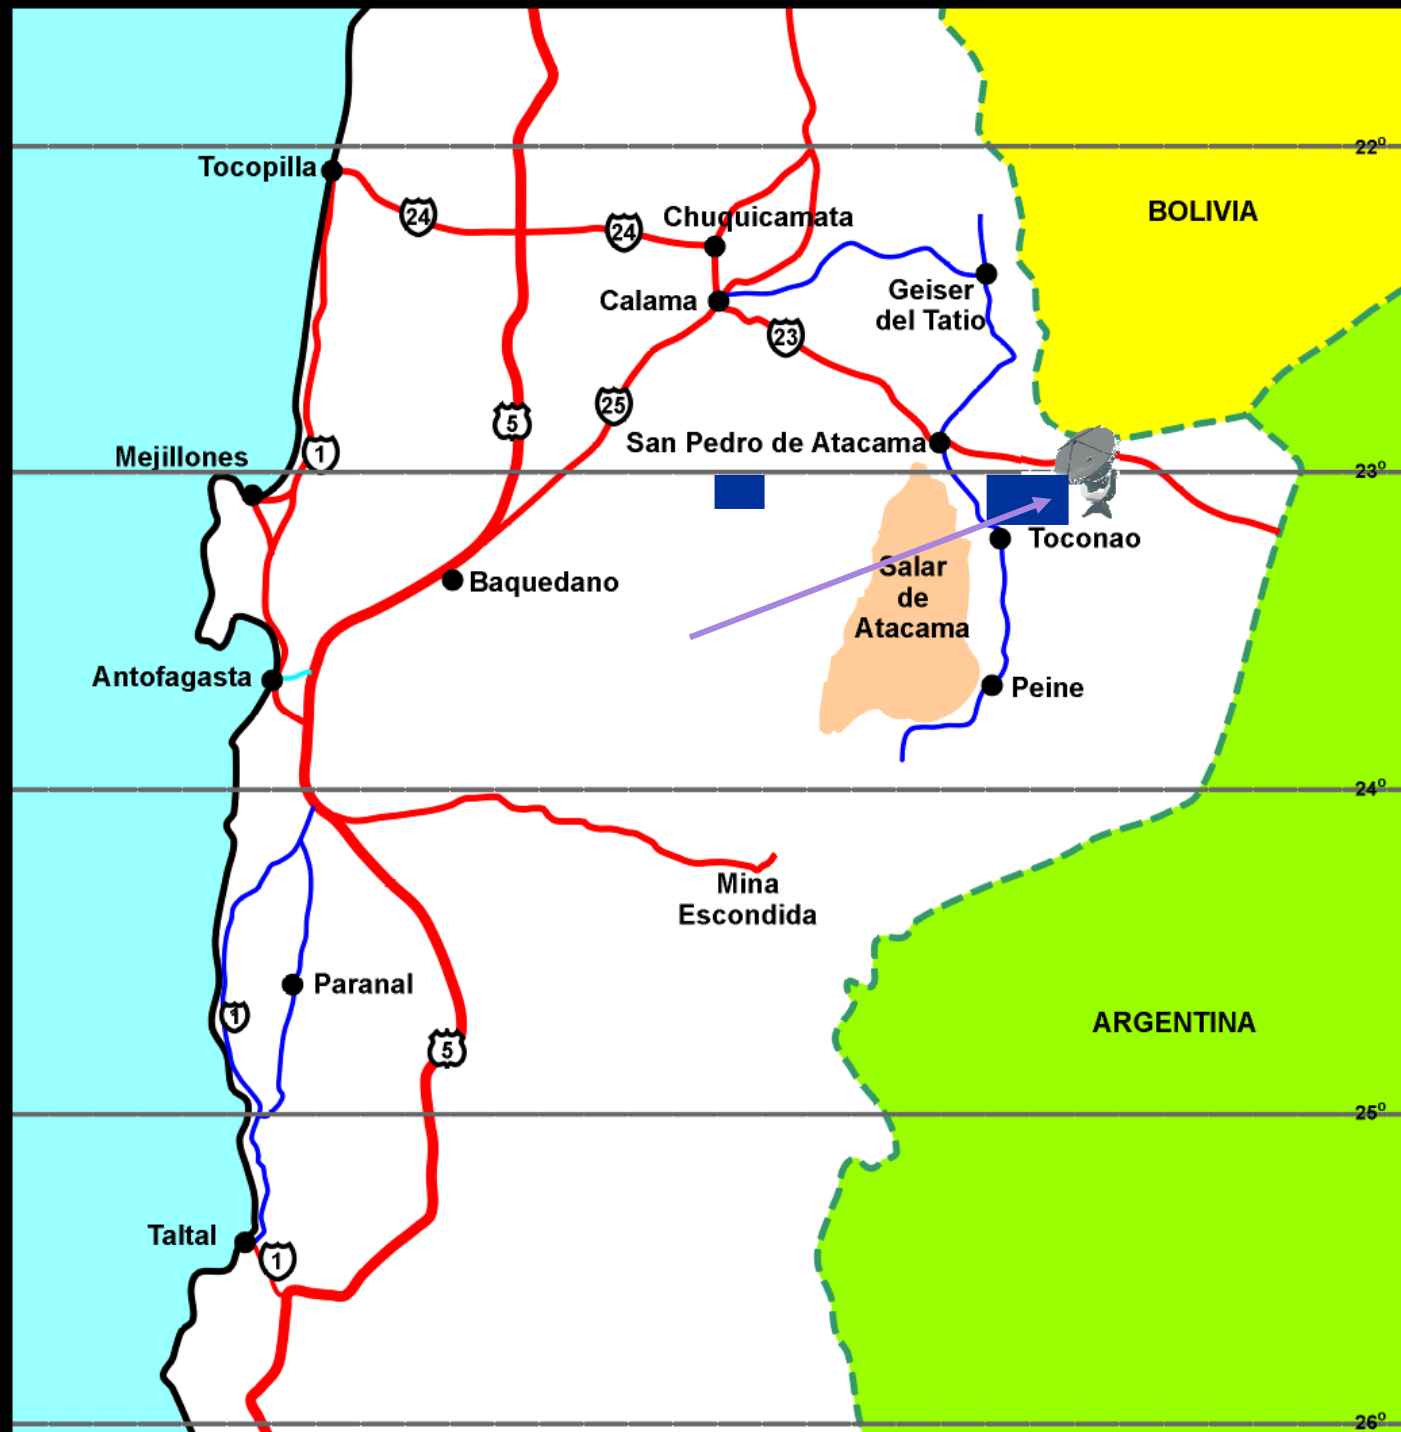 22º
Tocopilla
24
24
Chuquicamata
BOLIVIA
Calama
Geiser
del Tatio
23
25
5
San Pedro de Atacama
1
Mejillones
23º
Toconao
Salar
de
Atacama
Baquedano
Antofagasta
Peine
24º
Mina
Escondida
Paranal
1
ARGENTINA
5
25º
Taltal
1
26º